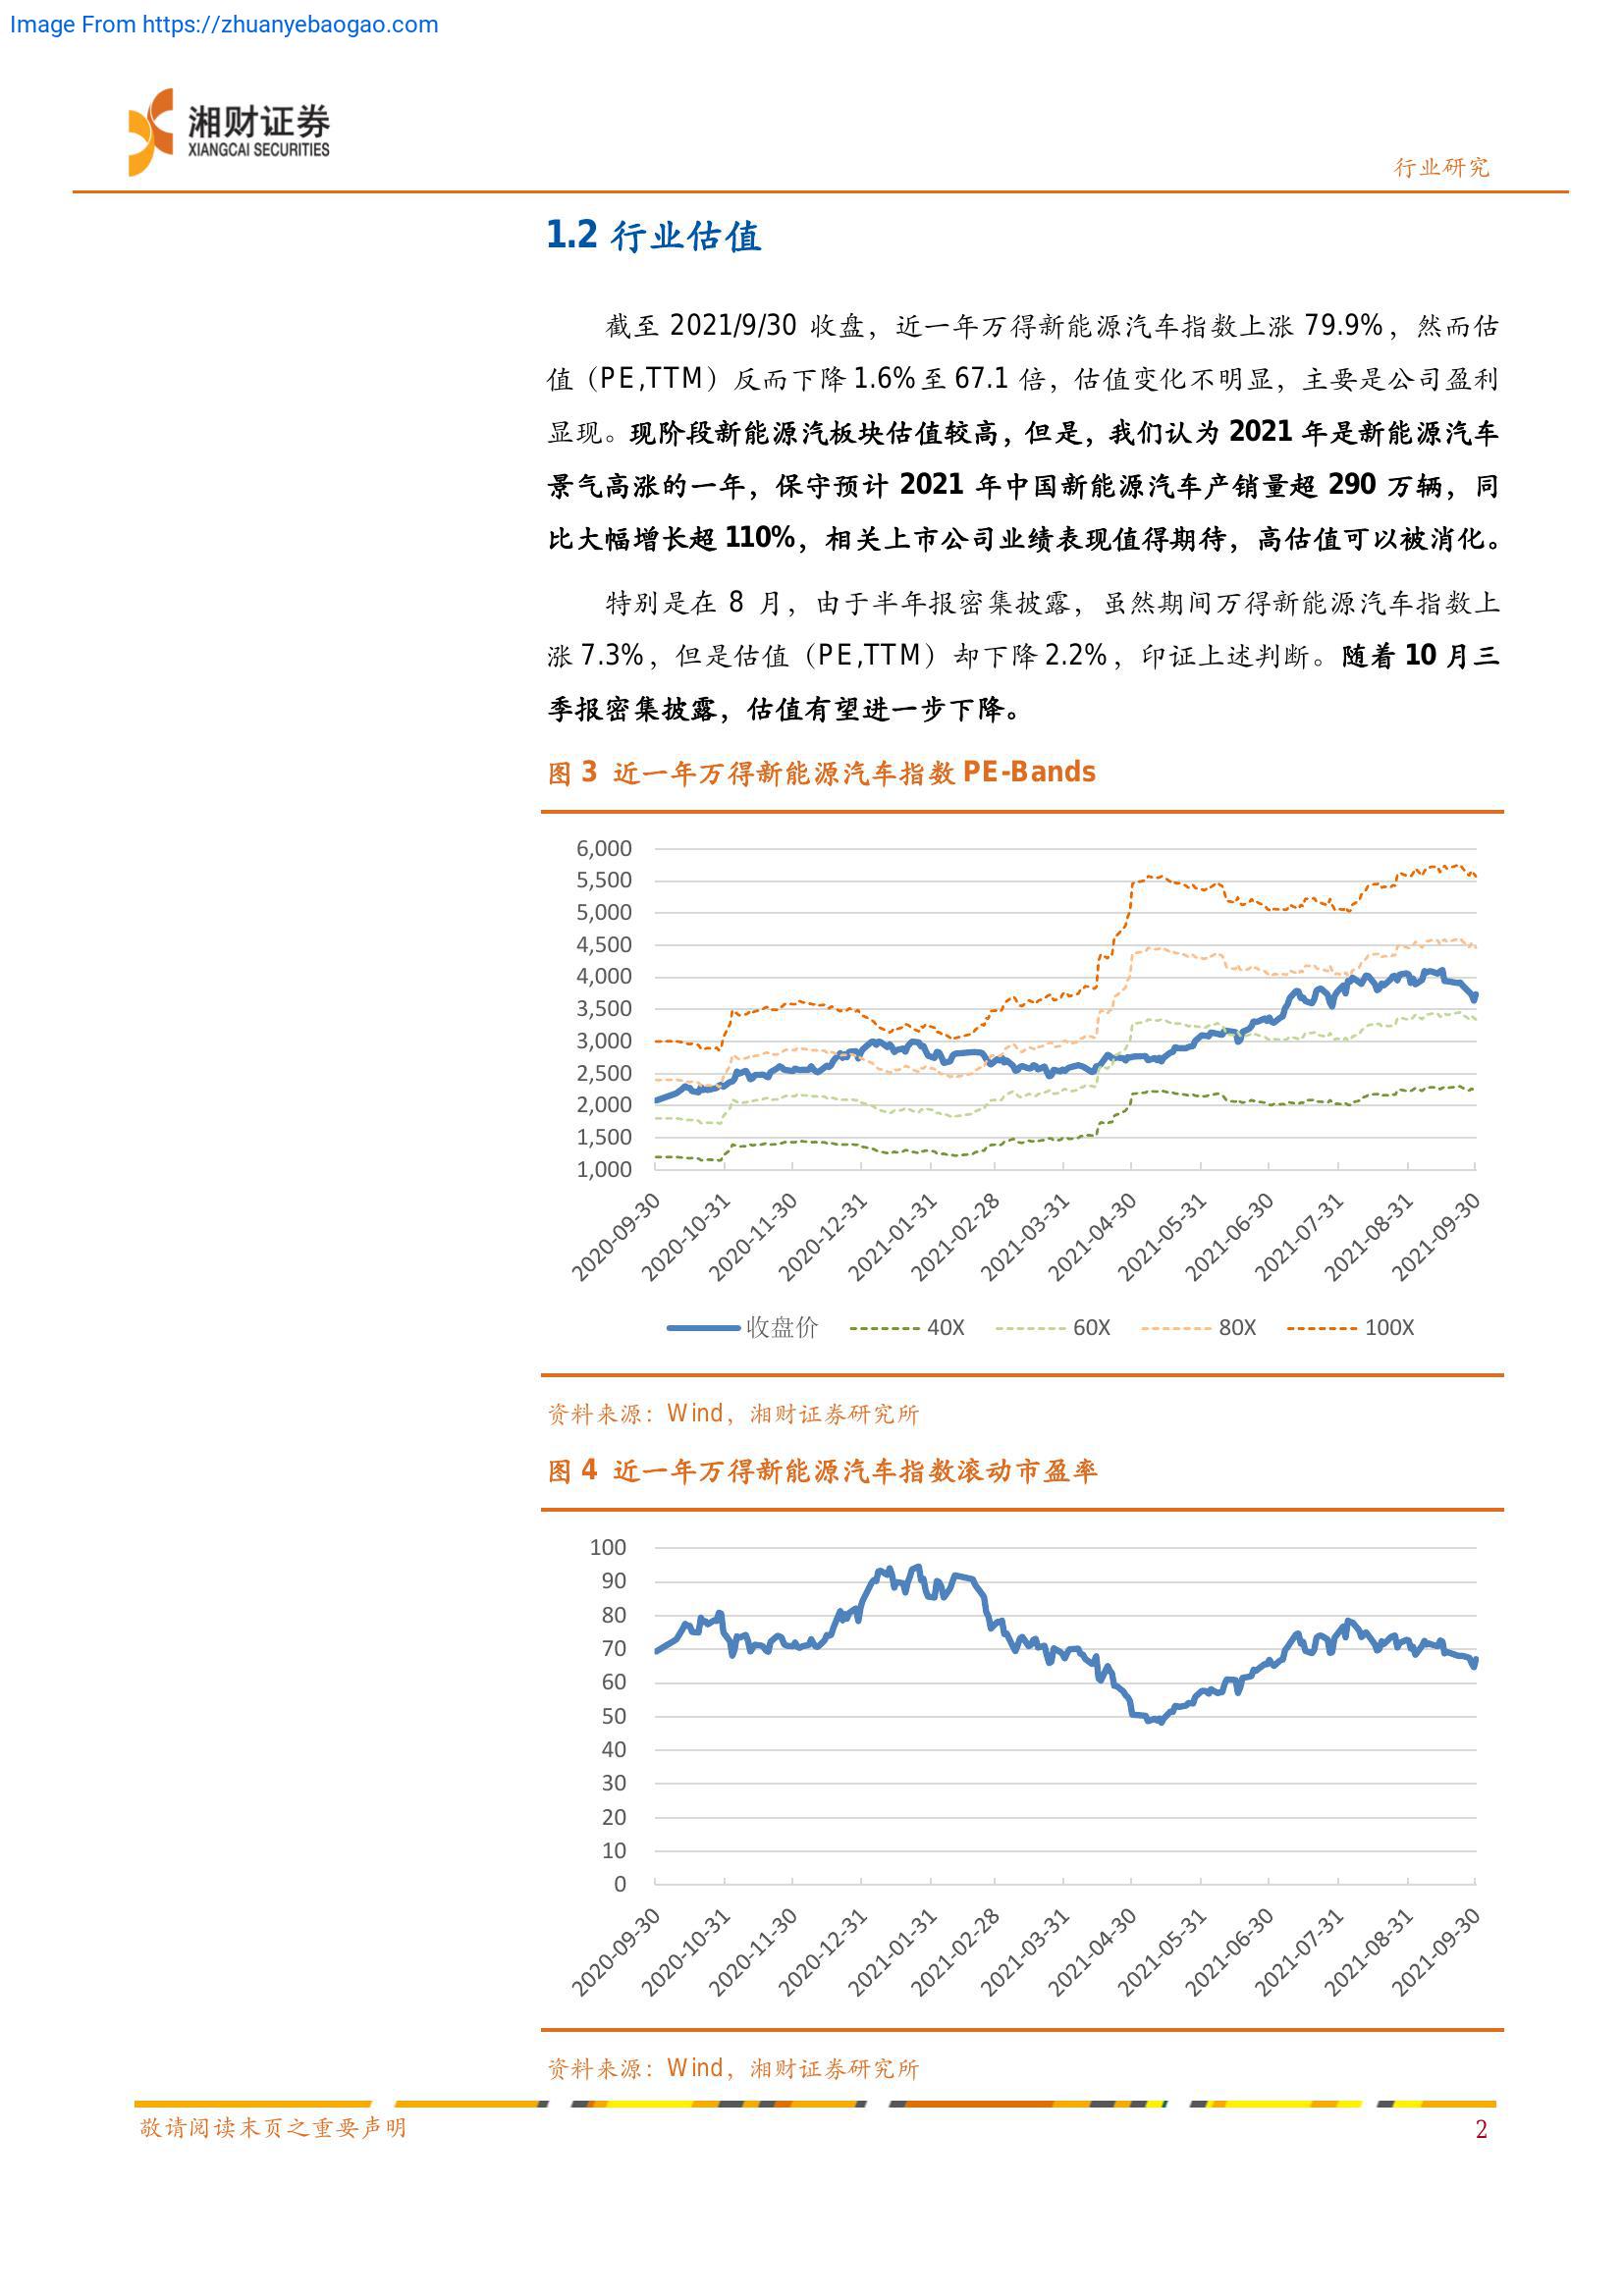 Image From https://zhuanyebaogao.com
湘财证券
XIANGCAI SECURITIES
行业研究
1.2 行业估值
截至 2021/9/30 收盘，近一年万得新能源汽车指数上涨 79.9%，然而估
值（PE,TTM）反而下降 1.6%至 67.1 倍，估值变化不明显，主要是公司盈利
显现。现阶段新能源汽板块估值较高，但是，我们认为 2021 年是新能源汽车
景气高涨的一年，保守预计 2021 年中国新能源汽车产销量超 290 万辆，同
比大幅增长超 110%，相关上市公司业绩表现值得期待，高估值可以被消化。
特别是在 8 月，由于半年报密集披露，虽然期间万得新能源汽车指数上
涨 7.3%，但是估值（PE,TTM）却下降 2.2%，印证上述判断。随着 10 月三
季报密集披露，估值有望进一步下降。
图 3 近一年万得新能源汽车指数 PE-Bands
6,000
5,500
5,000
4,500
4,000
3,500
3,000
2,500
2,000
1,500
1,000
2020-09-30
2020-10-31
2020-11-30
2020-12-31
2021-01-31
2021-02-28
2021-03-31
2021-04-30
2021-05-31
2021-06-30
2021-07-31
2021-08-31
2021-09-30
收盘价 40X 60X 80X 100X
资料来源：Wind，湘财证券研究所
图 4 近一年万得新能源汽车指数滚动市盈率
100
90
80
70
60
50
40
30
20
10
0
2020-09-30
2020-10-31
2020-11-30
2020-12-31
2021-01-31
2021-02-28
2021-03-31
2021-04-30
2021-05-31
2021-06-30
2021-07-31
2021-08-31
2021-09-30
资料来源：Wind，湘财证券研究所
敬请阅读末页之重要声明
2